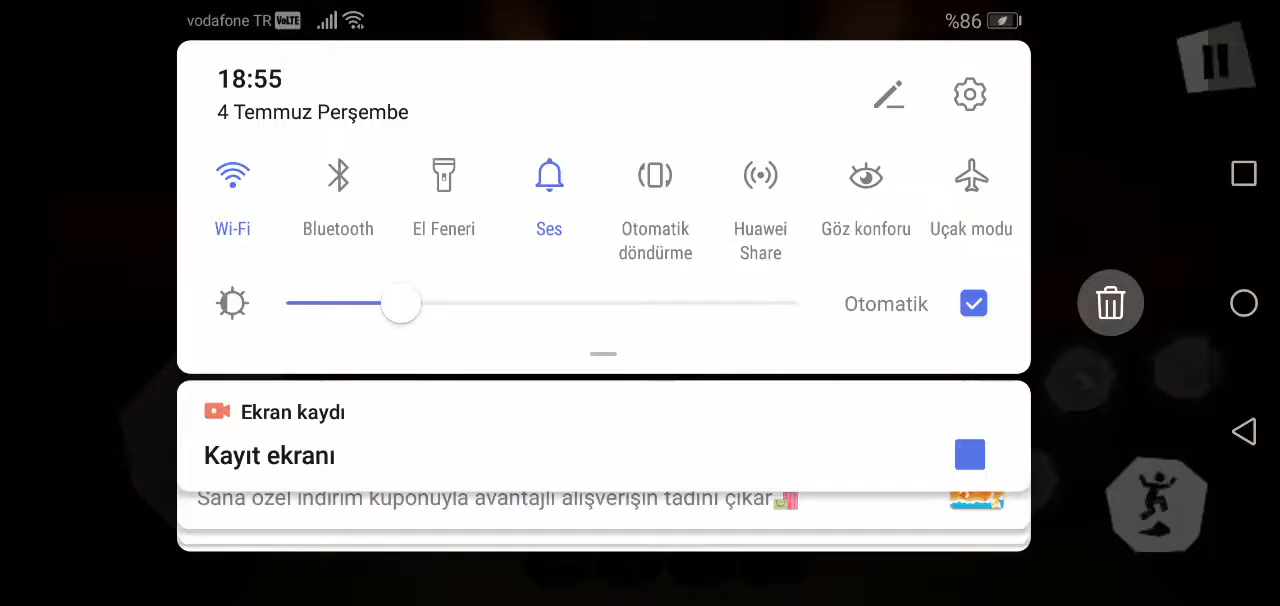 vodafone TR VoLTE
%86
18:55
4 Temmuz Perşembe
Wi-Fi
Bluetooth
El Feneri
Ses
Otomatik döndürme
Huawei Share
Göz konforu
Uçak modu
Otomatik
Ekran kaydı
Kayıt ekranı
Sana özel indirim kuponuyla avantajlı alışverişin tadını çıkar